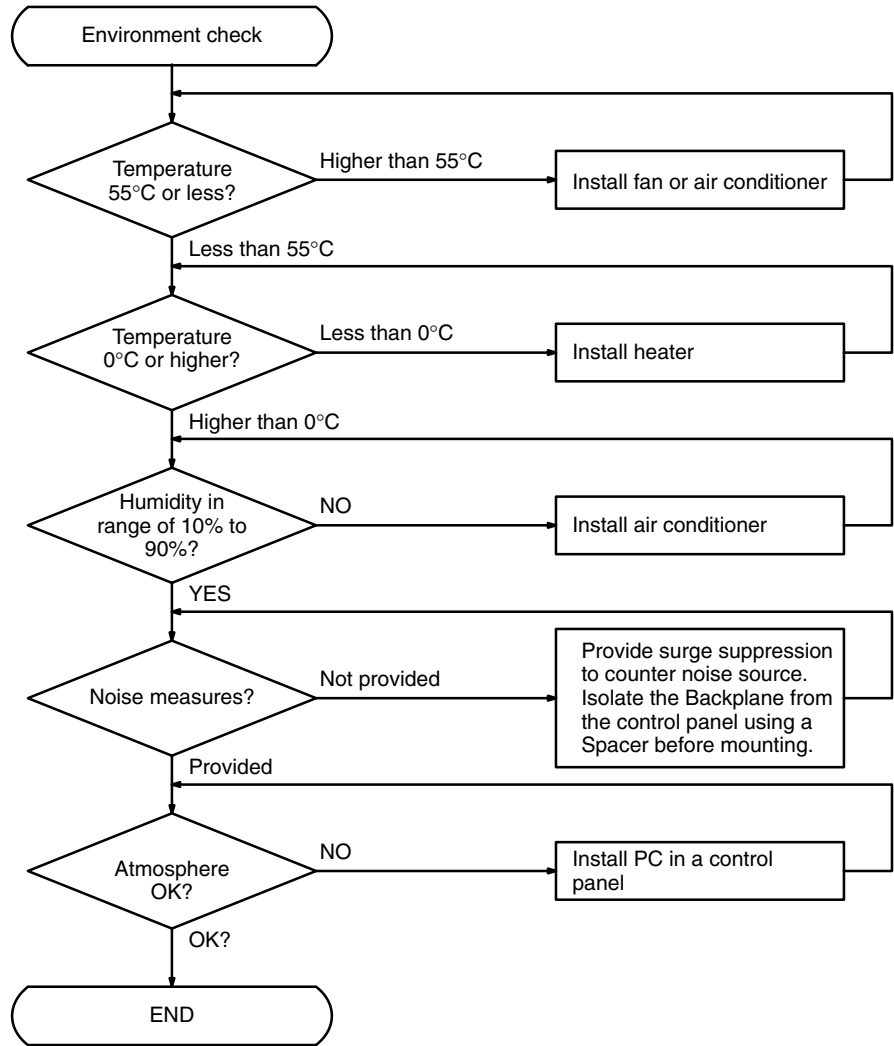 Environment check
Temperature
55°C or less?
Higher than 55°C
Install fan or air conditioner
Less than 55°C
Temperature
0°C or higher?
Less than 0°C
Install heater
Higher than 0°C
Humidity in
range of 10% to
90%?
NO
Install air conditioner
YES
Noise measures?
Not provided
Provide surge suppression
to counter noise source.
Isolate the Backplane from
the control panel using a
Spacer before mounting.
Provided
Atmosphere
OK?
NO
Install PC in a control
panel
OK?
END